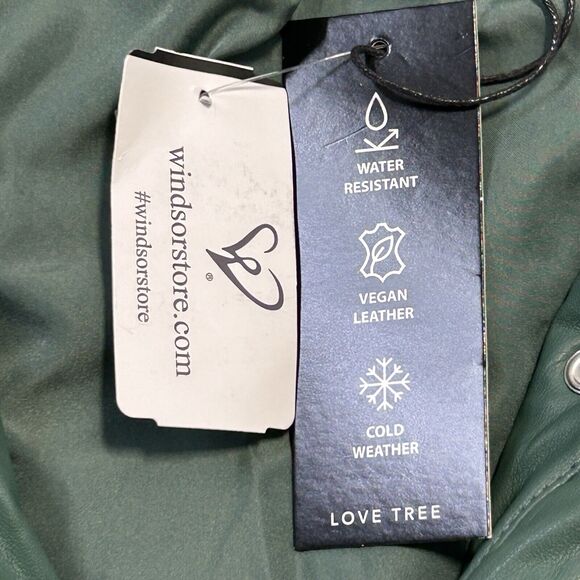 windsorstore.com
#windsorstore
®
WATER
RESISTANT
VEGAN
LEATHER
COLD
WEATHER
LOVE TREE